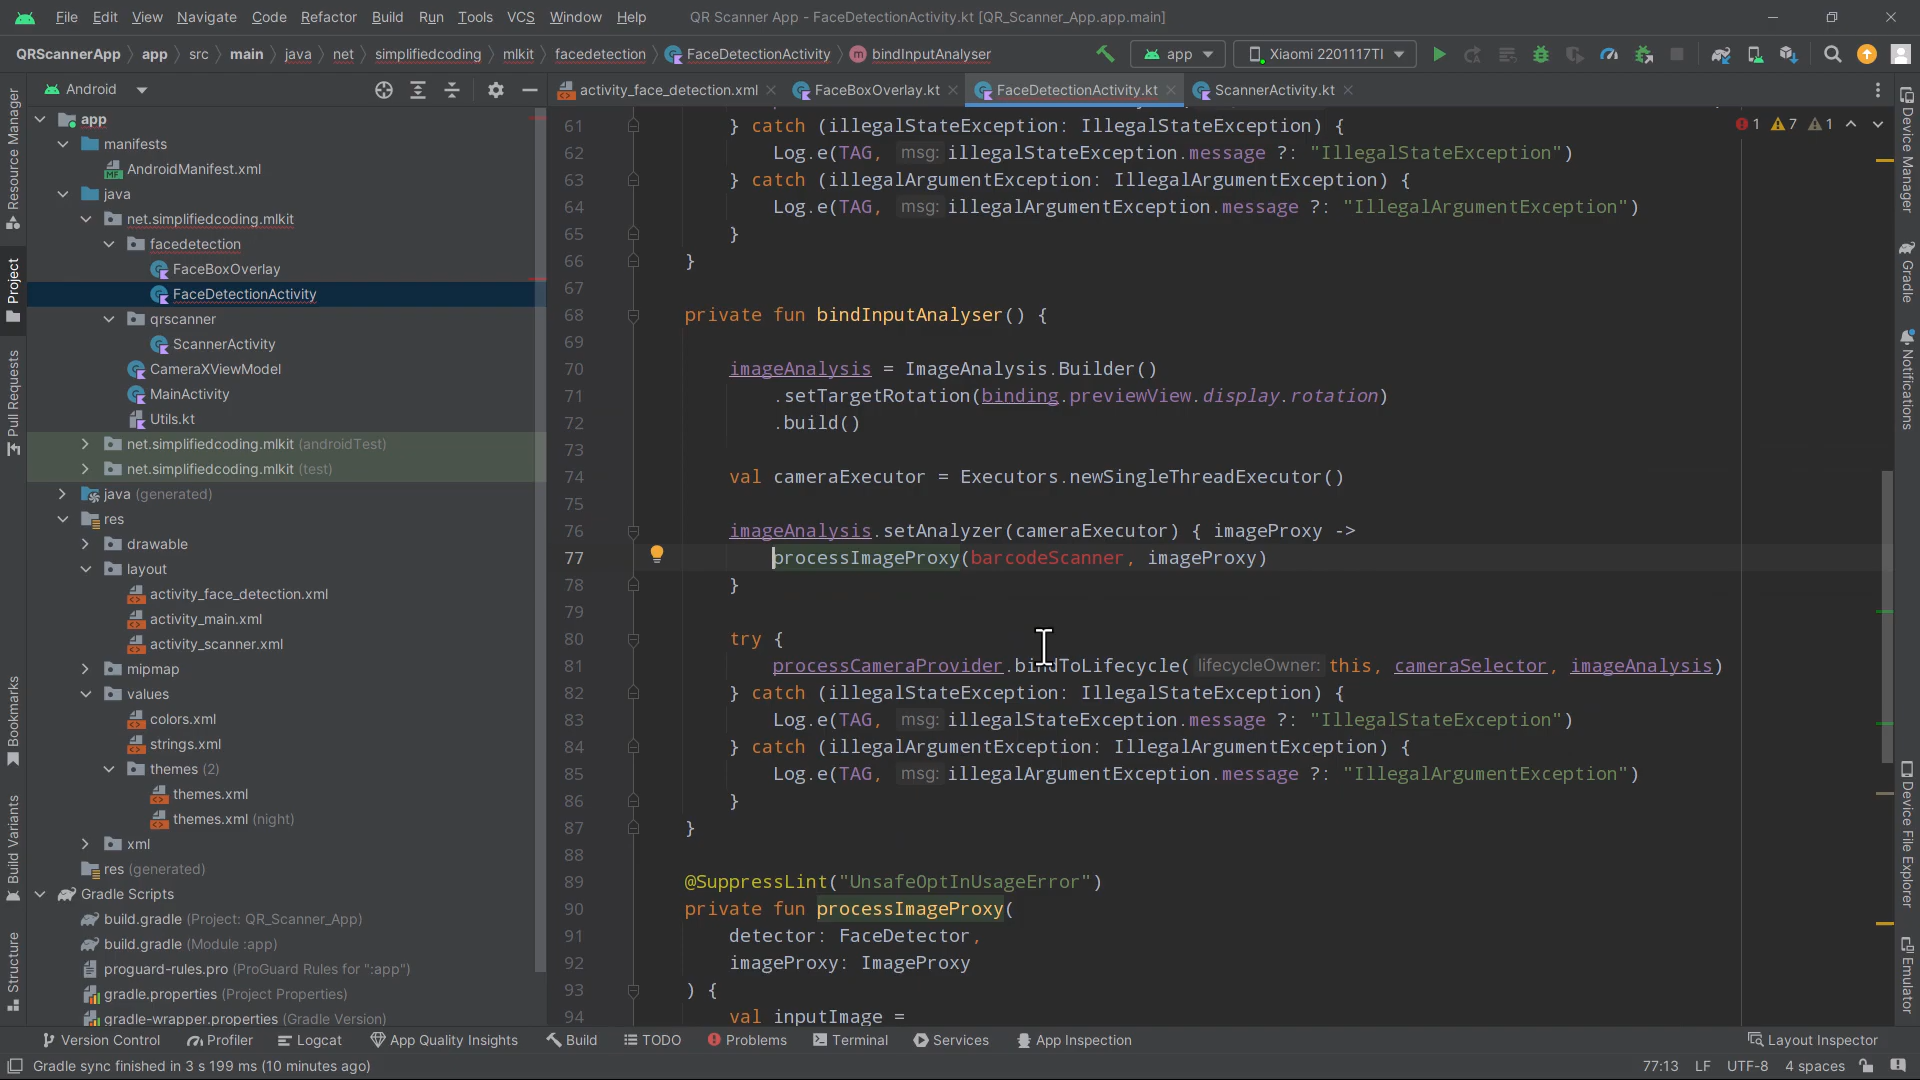 File Edit View Navigate Code Refactor Build Run Tools VCS Window Help QR Scanner App - FaceDetectionActivity.kt [QR_Scanner_App.app.main]
QRScannerApp app src main java net simplifiedcoding mlkit facedetection FaceDetectionActivity bindInputAnalyser app Xiaomi 2201117TI
Android
activity_face_detection.xml FaceBoxOverlay.kt FaceDetectionActivity.kt ScannerActivity.kt
Resource Manager
Project
Pull Requests
Bookmarks
Build Variants
Structure
app
manifests
AndroidManifest.xml
java
net.simplifiedcoding.mlkit
facedetection
FaceBoxOverlay
FaceDetectionActivity
qrscanner
ScannerActivity
CameraXViewModel
MainActivity
Utils.kt
net.simplifiedcoding.mlkit (androidTest)
net.simplifiedcoding.mlkit (test)
java (generated)
res
drawable
layout
activity_face_detection.xml
activity_main.xml
activity_scanner.xml
mipmap
values
colors.xml
strings.xml
themes (2)
themes.xml
themes.xml (night)
xml
res (generated)
Gradle Scripts
build.gradle (Project: QR_Scanner_App)
build.gradle (Module :app)
proguard-rules.pro (ProGuard Rules for ":app")
gradle.properties (Project Properties)
gradle-wrapper.properties (Gradle Version)
1 7 1
61 } catch (illegalStateException: IllegalStateException) {
62 Log.e(TAG, msg: illegalStateException.message ?: "IllegalStateException")
63 } catch (illegalArgumentException: IllegalArgumentException) {
64 Log.e(TAG, msg: illegalArgumentException.message ?: "IllegalArgumentException")
65 }
66 }
67
68 private fun bindInputAnalyser() {
69
70 imageAnalysis = ImageAnalysis.Builder()
71 .setTargetRotation(binding.previewView.display.rotation)
72 .build()
73
74 val cameraExecutor = Executors.newSingleThreadExecutor()
75
76 imageAnalysis.setAnalyzer(cameraExecutor) { imageProxy ->
77 processImageProxy(barcodeScanner, imageProxy)
78 }
79
80 try {
81 processCameraProvider.bindToLifecycle( lifecycleOwner: this, cameraSelector, imageAnalysis)
82 } catch (illegalStateException: IllegalStateException) {
83 Log.e(TAG, msg: illegalStateException.message ?: "IllegalStateException")
84 } catch (illegalArgumentException: IllegalArgumentException) {
85 Log.e(TAG, msg: illegalArgumentException.message ?: "IllegalArgumentException")
86 }
87 }
88
89 @SuppressLint("UnsafeOptInUsageError")
90 private fun processImageProxy(
91 detector: FaceDetector,
92 imageProxy: ImageProxy
93 ) {
94 val inputImage =
Device Manager
Gradle
Notifications
Device File Explorer
Emulator
Version Control Profiler Logcat App Quality Insights Build TODO Problems Terminal Services App Inspection Layout Inspector
Gradle sync finished in 3 s 199 ms (10 minutes ago) 77:13 LF UTF-8 4 spaces